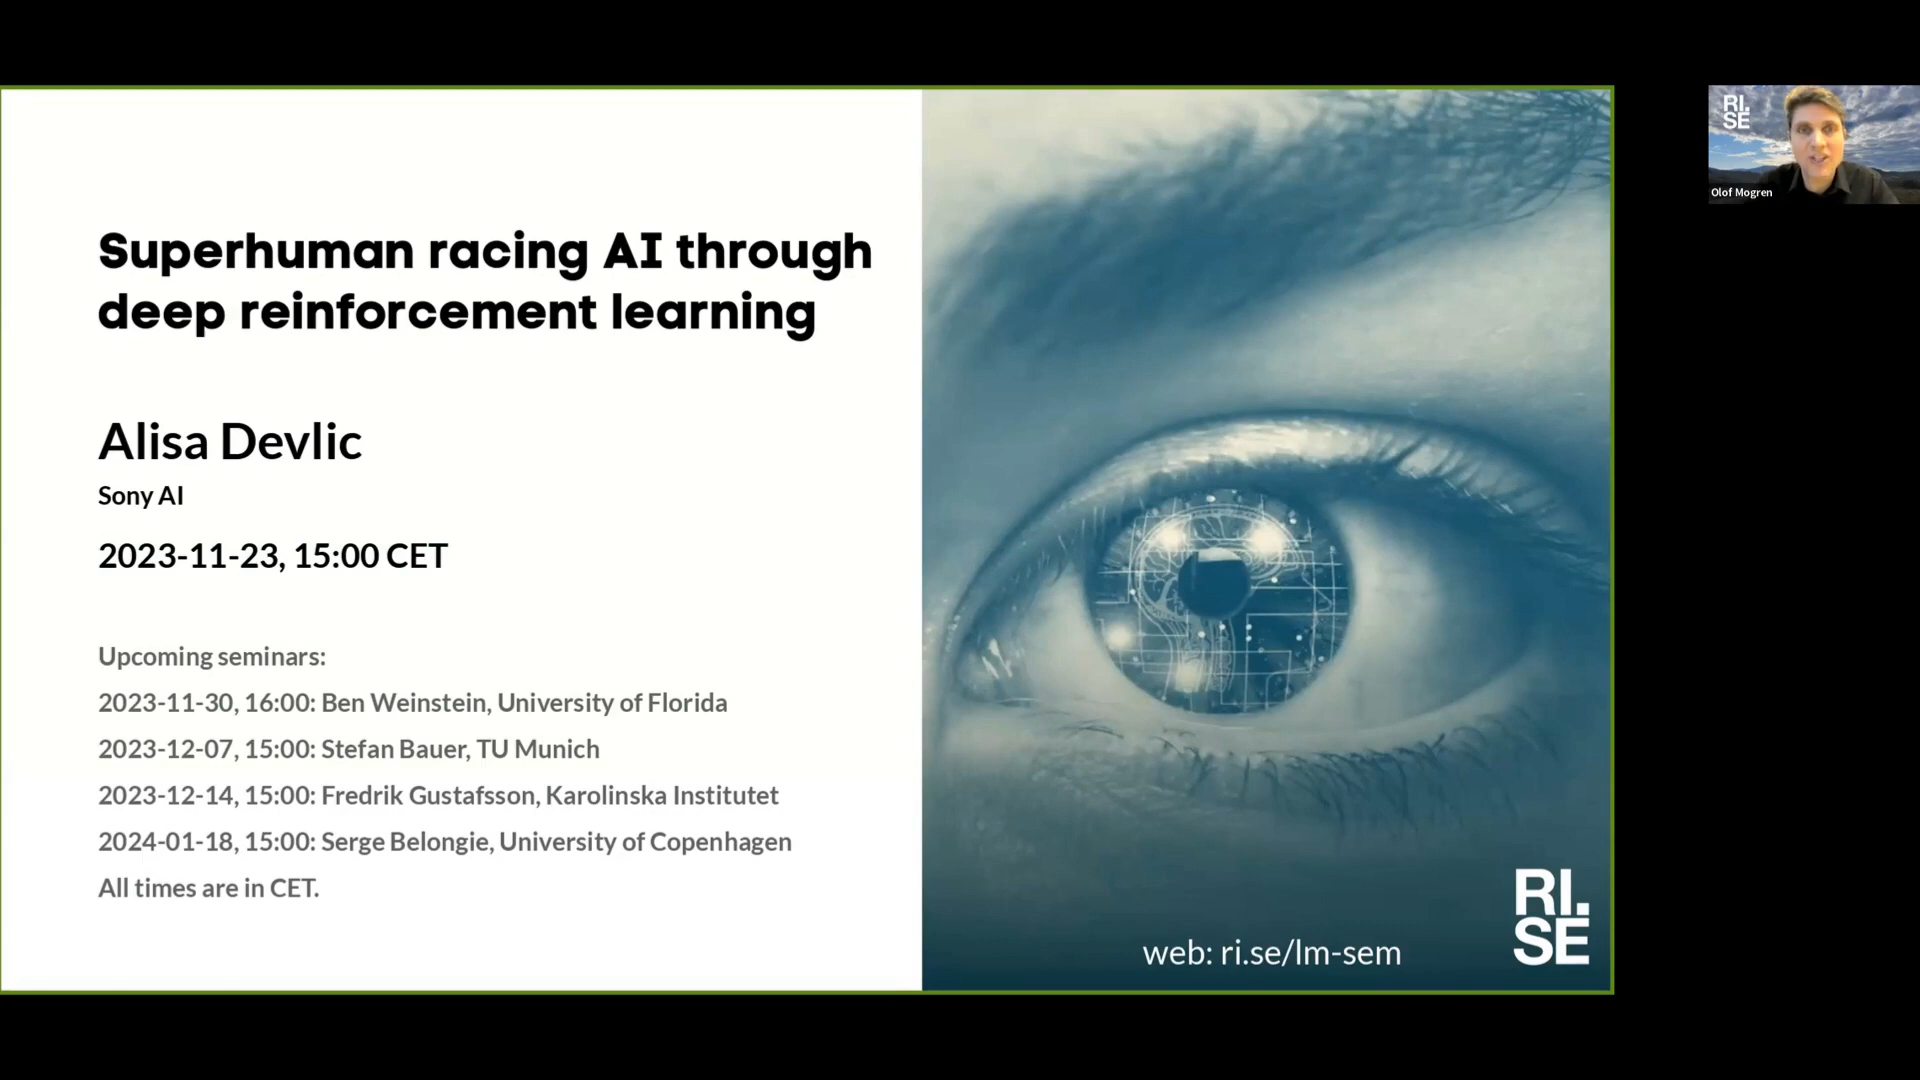 Superhuman racing AI through
deep reinforcement learning
Alisa Devlic
Sony AI
2023-11-23, 15:00 CET
Upcoming seminars:
2023-11-30, 16:00: Ben Weinstein, University of Florida
2023-12-07, 15:00: Stefan Bauer, TU Munich
2023-12-14, 15:00: Fredrik Gustafsson, Karolinska Institutet
2024-01-18, 15:00: Serge Belongie, University of Copenhagen
All times are in CET.
web: ri.se/lm-sem
RI.
SE
RI.
SE
Olof Mogren